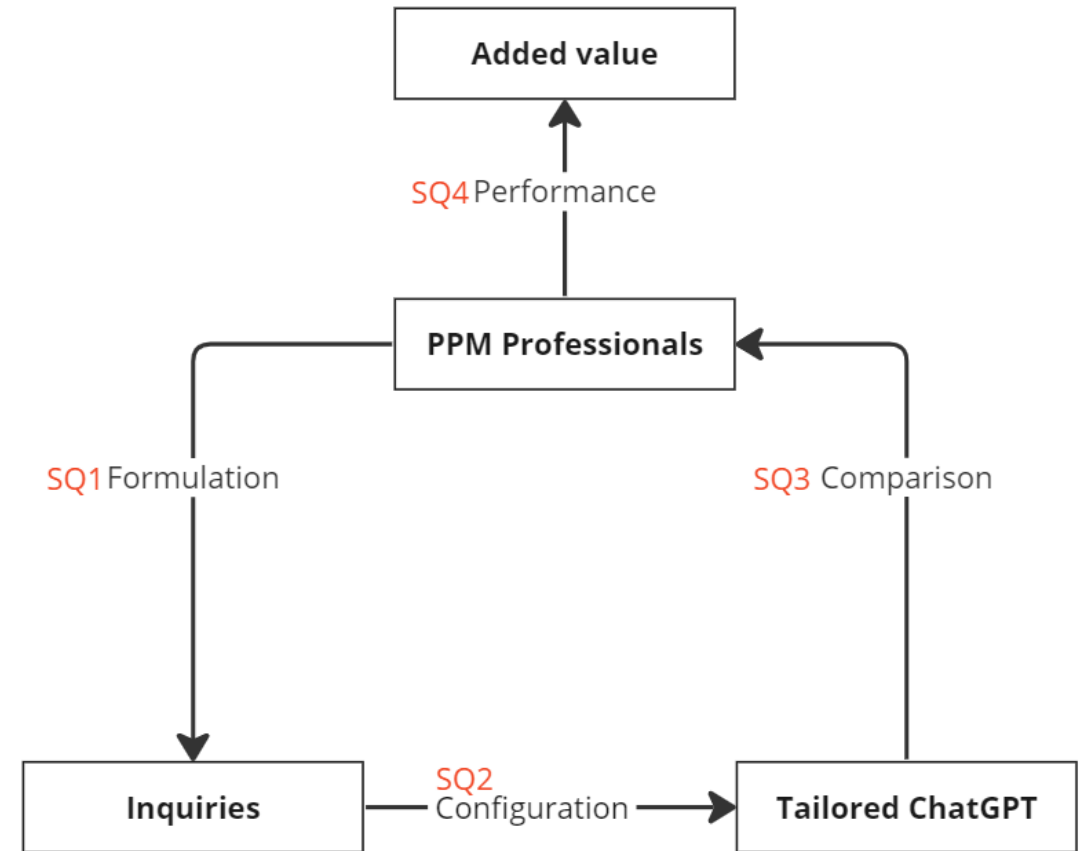 Added value
SQ4 Performance
PPM Professionals
SQ1 Formulation
SQ3 Comparison
SQ2
Configuration
Inquiries
Tailored ChatGPT